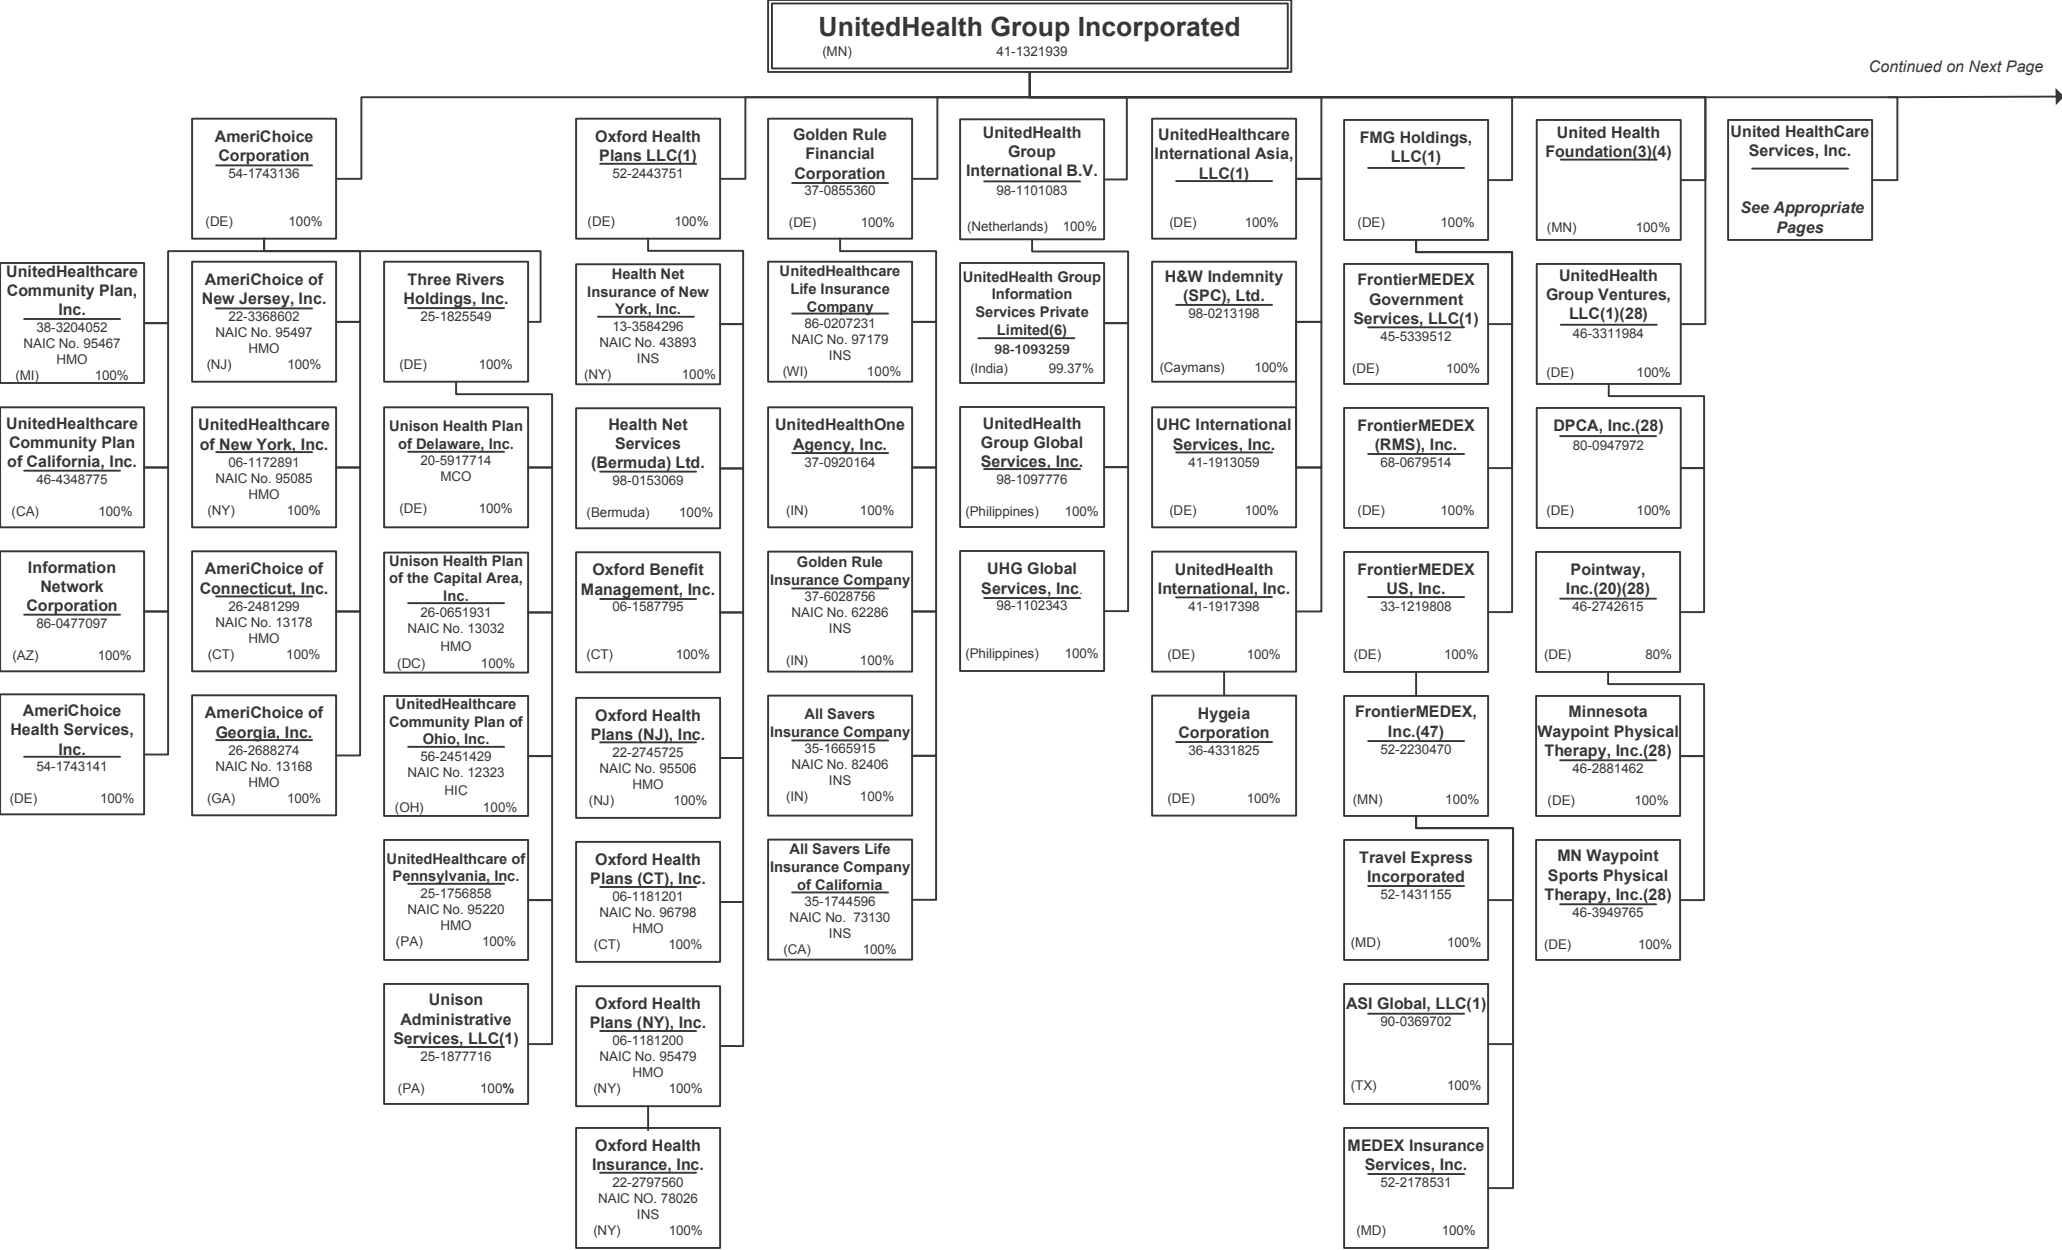 UnitedHealth Group Incorporated
(MN) 41-1321939
Continued on Next Page
AmeriChoice
Corporation
54-1743136
(DE) 100%
Oxford Health
Plans LLC(1)
52-2443751
(DE) 100%
Golden Rule
Financial
Corporation
37-0855360
(DE) 100%
UnitedHealth
Group
International B.V.
98-1101083
(Netherlands) 100%
UnitedHealthcare
International Asia,
LLC(1)
(DE) 100%
FMG Holdings,
LLC(1)
(DE) 100%
United Health
Foundation(3)(4)
(MN) 100%
United HealthCare
Services, Inc.
See Appropriate
Pages
UnitedHealthcare
Community Plan,
Inc.
38-3204052
NAIC No. 95467
HMO
(MI) 100%
AmeriChoice of
New Jersey, Inc.
22-3368602
NAIC No. 95497
HMO
(NJ) 100%
Three Rivers
Holdings, Inc.
25-1825549
(DE) 100%
Health Net
Insurance of New
York, Inc.
13-3584296
NAIC No. 43893
INS
(NY) 100%
UnitedHealthcare
Life Insurance
Company
86-0207231
NAIC No. 97179
INS
(WI) 100%
UnitedHealth Group
Information
Services Private
Limited(6)
98-1093259
(India) 99.37%
H&W Indemnity
(SPC), Ltd.
98-0213198
(Caymans) 100%
FrontierMEDEX
Government
Services, LLC(1)
45-5339512
(DE) 100%
UnitedHealth
Group Ventures,
LLC(1)(28)
46-3311984
(DE) 100%
UnitedHealthcare
Community Plan
of California, Inc.
46-4348775
(CA) 100%
UnitedHealthcare
of New York, Inc.
06-1172891
NAIC No. 95085
HMO
(NY) 100%
Unison Health Plan
of Delaware, Inc.
20-5917714
MCO
(DE) 100%
Health Net
Services
(Bermuda) Ltd.
98-0153069
(Bermuda) 100%
UnitedHealthOne
Agency, Inc.
37-0920164
(IN) 100%
UnitedHealth
Group Global
Services, Inc.
98-1097776
(Philippines) 100%
UHC International
Services, Inc.
41-1913059
(DE) 100%
FrontierMEDEX
(RMS), Inc.
68-0679514
(DE) 100%
DPCA, Inc.(28)
80-0947972
(DE) 100%
Information
Network
Corporation
86-0477097
(AZ) 100%
AmeriChoice of
Connecticut, Inc.
26-2481299
NAIC No. 13178
HMO
(CT) 100%
Unison Health Plan
of the Capital Area,
Inc.
26-0651931
NAIC No. 13032
HMO
(DC) 100%
Oxford Benefit
Management, Inc.
06-1587795
(CT) 100%
Golden Rule
Insurance Company
37-6028756
NAIC No. 62286
INS
(IN) 100%
UHG Global
Services, Inc.
98-1102343
(Philippines) 100%
UnitedHealth
International, Inc.
41-1917398
(DE) 100%
FrontierMEDEX
US, Inc.
33-1219808
(DE) 100%
Pointway,
Inc.(20)(28)
46-2742615
(DE) 80%
AmeriChoice
Health Services,
Inc.
54-1743141
(DE) 100%
AmeriChoice of
Georgia, Inc.
26-2688274
NAIC No. 13168
HMO
(GA) 100%
UnitedHealthcare
Community Plan of
Ohio, Inc.
56-2451429
NAIC No. 12323
HIC
(OH) 100%
Oxford Health
Plans (NJ), Inc.
22-2745725
NAIC No. 95506
HMO
(NJ) 100%
All Savers
Insurance Company
35-1665915
NAIC No. 82406
INS
(IN) 100%
Hygeia
Corporation
36-4331825
(DE) 100%
FrontierMEDEX,
Inc.(47)
52-2230470
(MN) 100%
Minnesota
Waypoint Physical
Therapy, Inc.(28)
46-2881462
(DE) 100%
UnitedHealthcare of
Pennsylvania, Inc.
25-1756858
NAIC No. 95220
HMO
(PA) 100%
Oxford Health
Plans (CT), Inc.
06-1181201
NAIC No. 96798
HMO
(CT) 100%
All Savers Life
Insurance Company
of California
35-1744596
NAIC No. 73130
INS
(CA) 100%
Travel Express
Incorporated
52-1431155
(MD) 100%
MN Waypoint
Sports Physical
Therapy, Inc.(28)
46-3949765
(DE) 100%
Unison
Administrative
Services, LLC(1)
25-1877716
(PA) 100%
Oxford Health
Plans (NY), Inc.
06-1181200
NAIC No. 95479
HMO
(NY) 100%
ASI Global, LLC(1)
90-0369702
(TX) 100%
Oxford Health
Insurance, Inc.
22-2797560
NAIC NO. 78026
INS
(NY) 100%
MEDEX Insurance
Services, Inc.
52-2178531
(MD) 100%